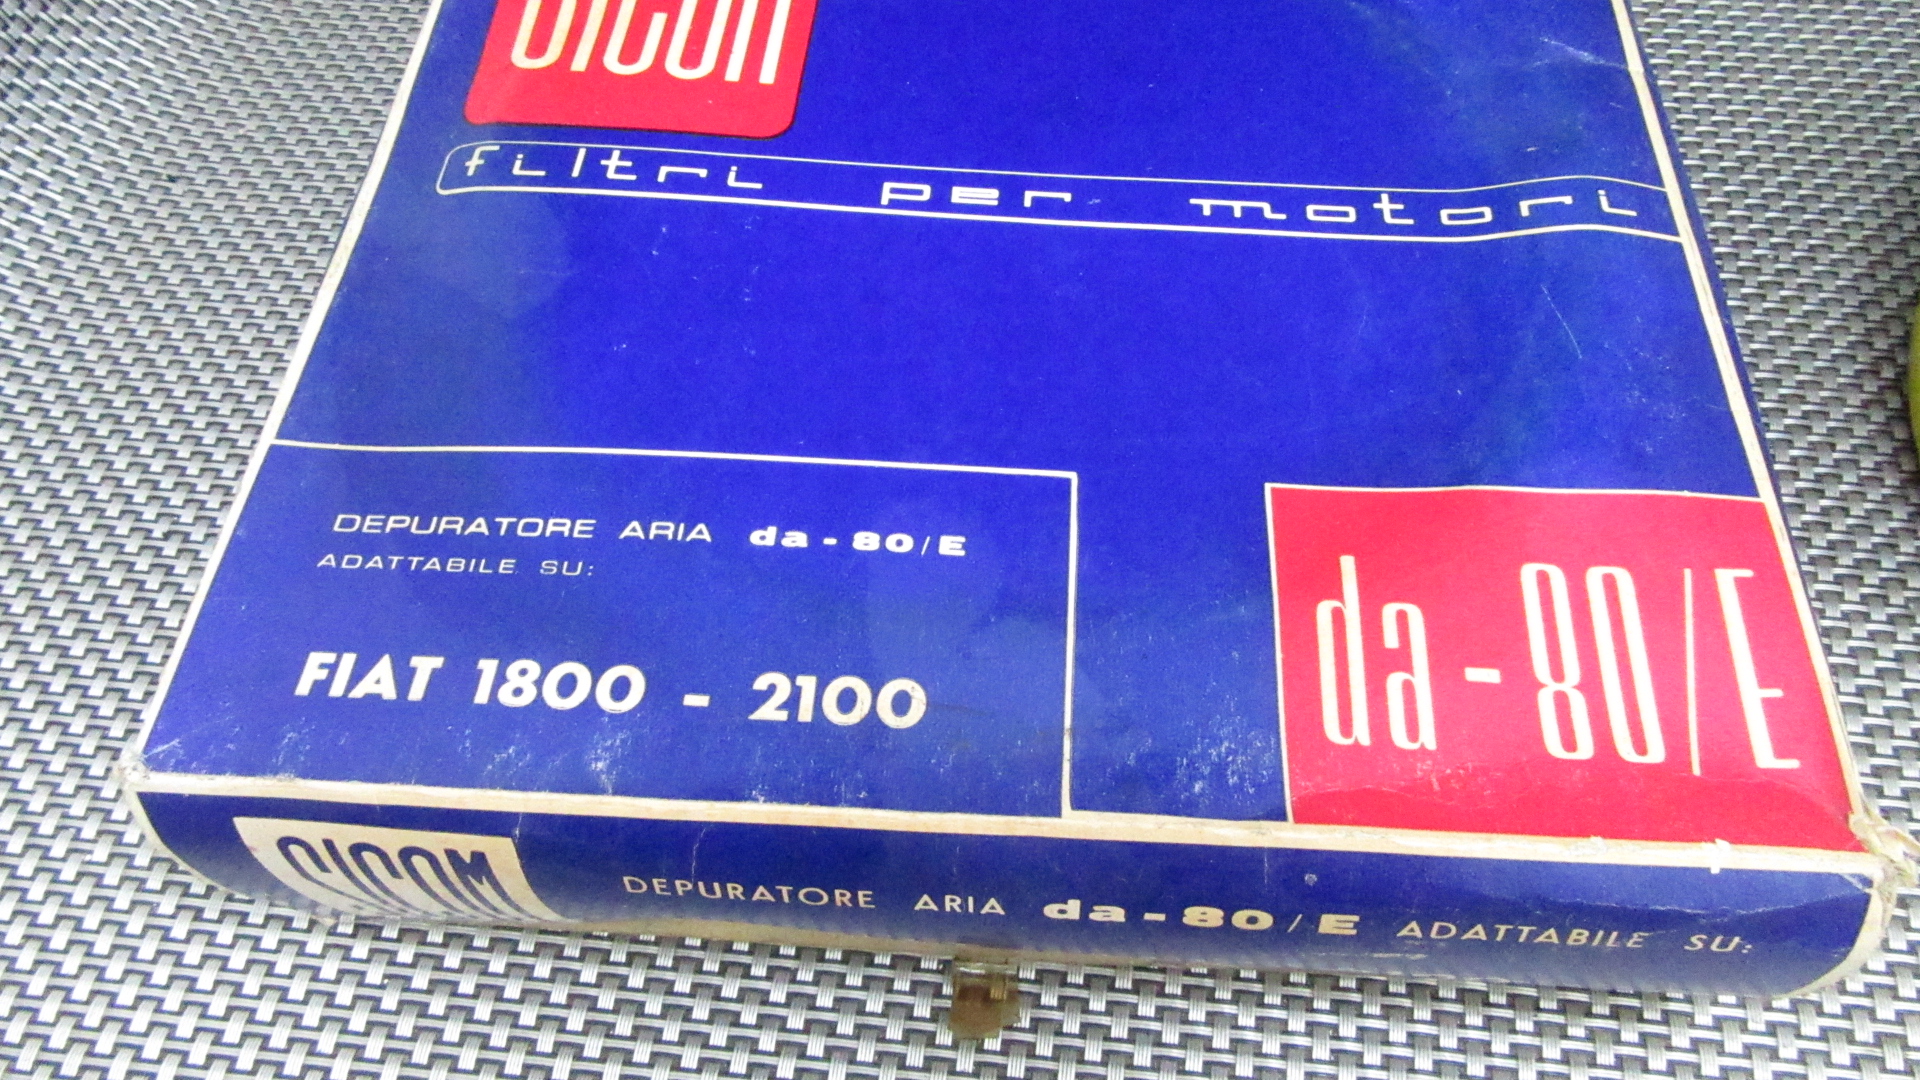 filtri per motori
DEPURATORE ARIA da-80/E
ADATTABILE SU:
FIAT 1800 - 2100
da-80/E
DEPURATORE ARIA da-80/E ADATTABILE SU: